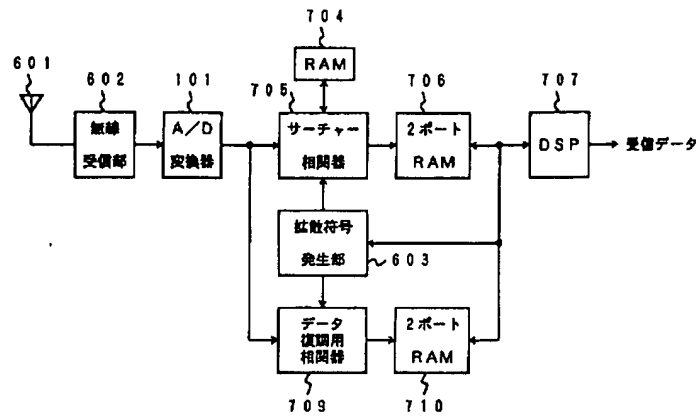 704
601
602
101
705
RAM
706
707
無線
受信部
A/D
変換器
サーチャー
相関器
2ポート
RAM
DSP
受信データ
拡散符号
発生部
603
データ
復調用
相関器
2ポート
RAM
709
710